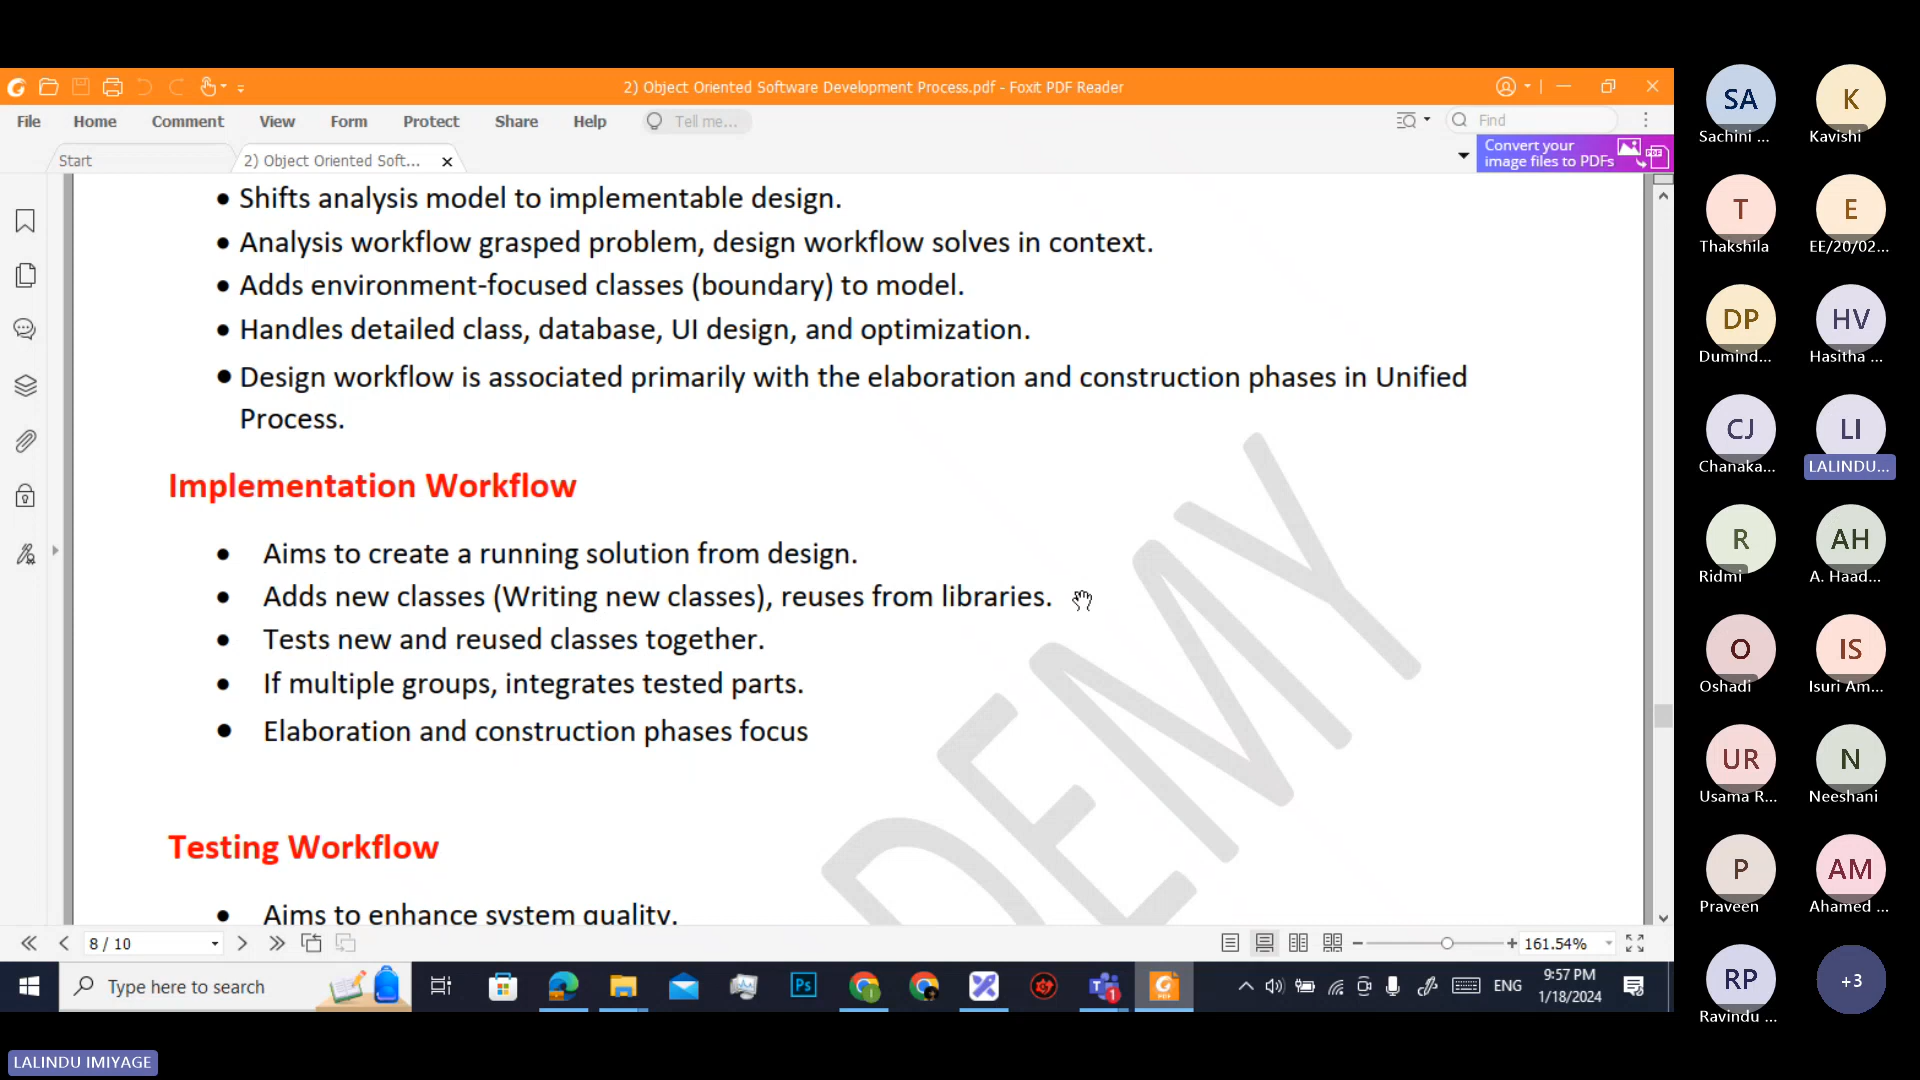 2) Object Oriented Software Development Process.pdf - Foxit PDF Reader
File Home Comment View Form Protect Share Help Tell me... Find
Start
2) Object Oriented Soft...
Convert your
image files to PDFs
PDF
• Shifts analysis model to implementable design.
• Analysis workflow grasped problem, design workflow solves in context.
• Adds environment-focused classes (boundary) to model.
• Handles detailed class, database, UI design, and optimization.
• Design workflow is associated primarily with the elaboration and construction phases in Unified
Process.
Implementation Workflow
• Aims to create a running solution from design.
• Adds new classes (Writing new classes), reuses from libraries.
• Tests new and reused classes together.
• If multiple groups, integrates tested parts.
• Elaboration and construction phases focus
Testing Workflow
• Aims to enhance system quality.
DEMY
8 / 10
161.54%
Type here to search
Ps
1
ENG
9:57 PM
1/18/2024
SA
Sachini ...
K
Kavishi
T
Thakshila
E
EE/20/02...
DP
Dumind...
HV
Hasitha ...
CJ
Chanaka...
LI
LALINDU...
R
Ridmi
AH
A. Haad...
O
Oshadi
IS
Isuri Am...
UR
Usama R...
N
Neeshani
P
Praveen
AM
Ahamed ...
RP
Ravindu ...
+3
LALINDU IMIYAGE